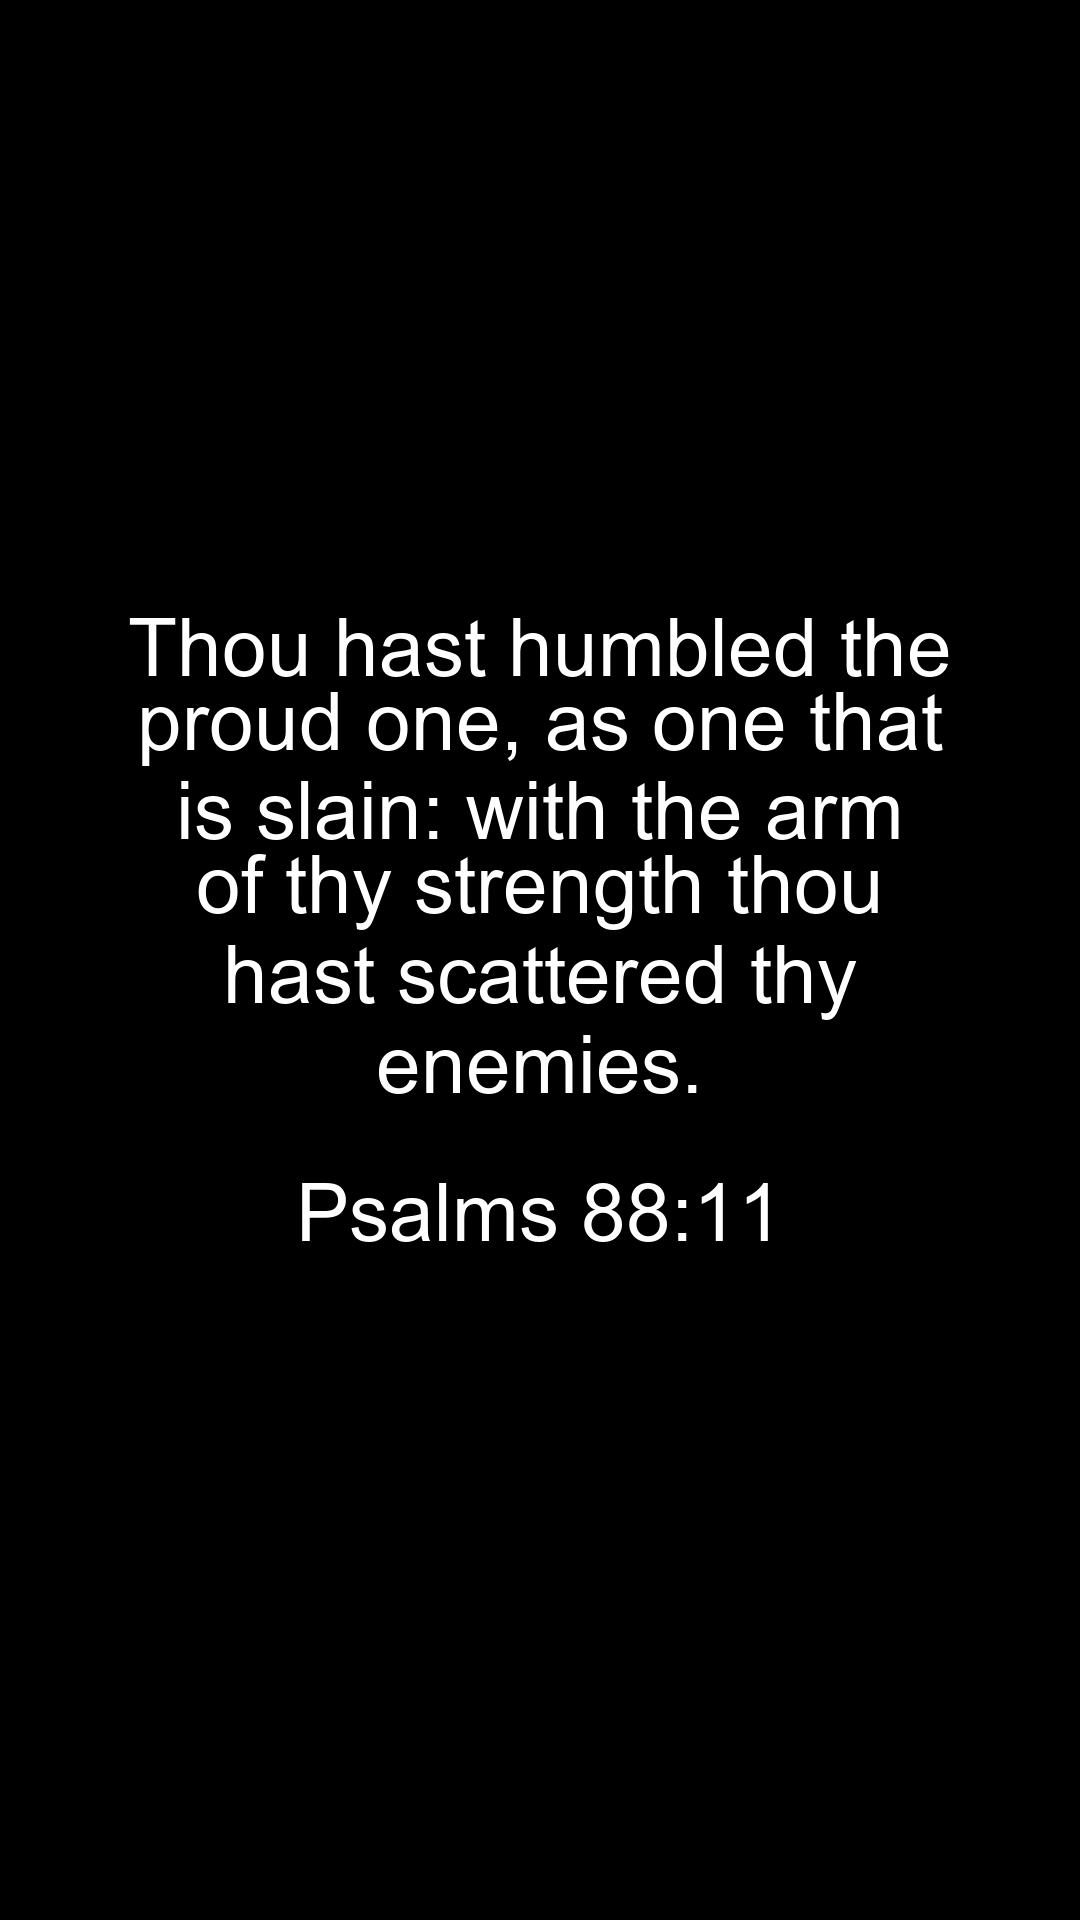 Thou hast humbled the
proud one, as one that
is slain: with the arm
of thy strength thou
hast scattered thy
enemies.
Psalms 88:11